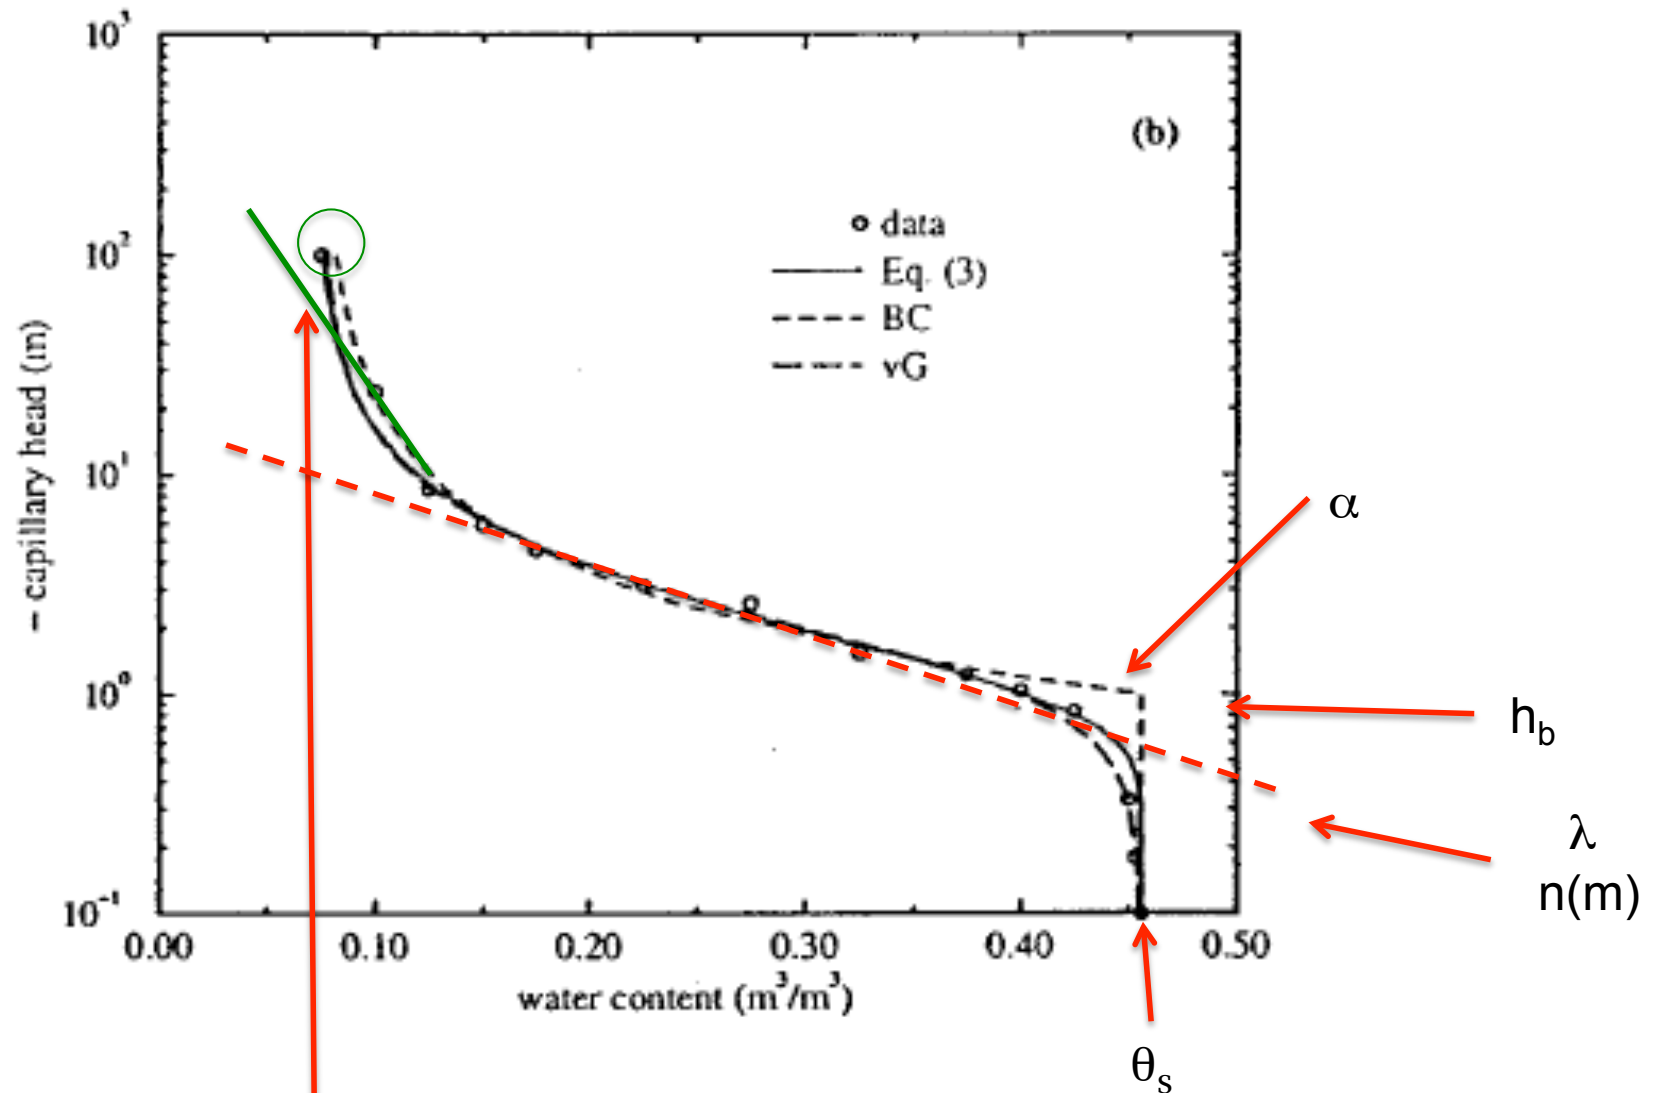 10³
(b)
data
10²
Eq. (3)
BC
vG
– capillary head (m)
10¹
α
10⁰
h_b
λ
n(m)
10⁻¹
0.00 0.10 0.20 0.30 0.40 0.50
water content (m³/m³)
θ_s